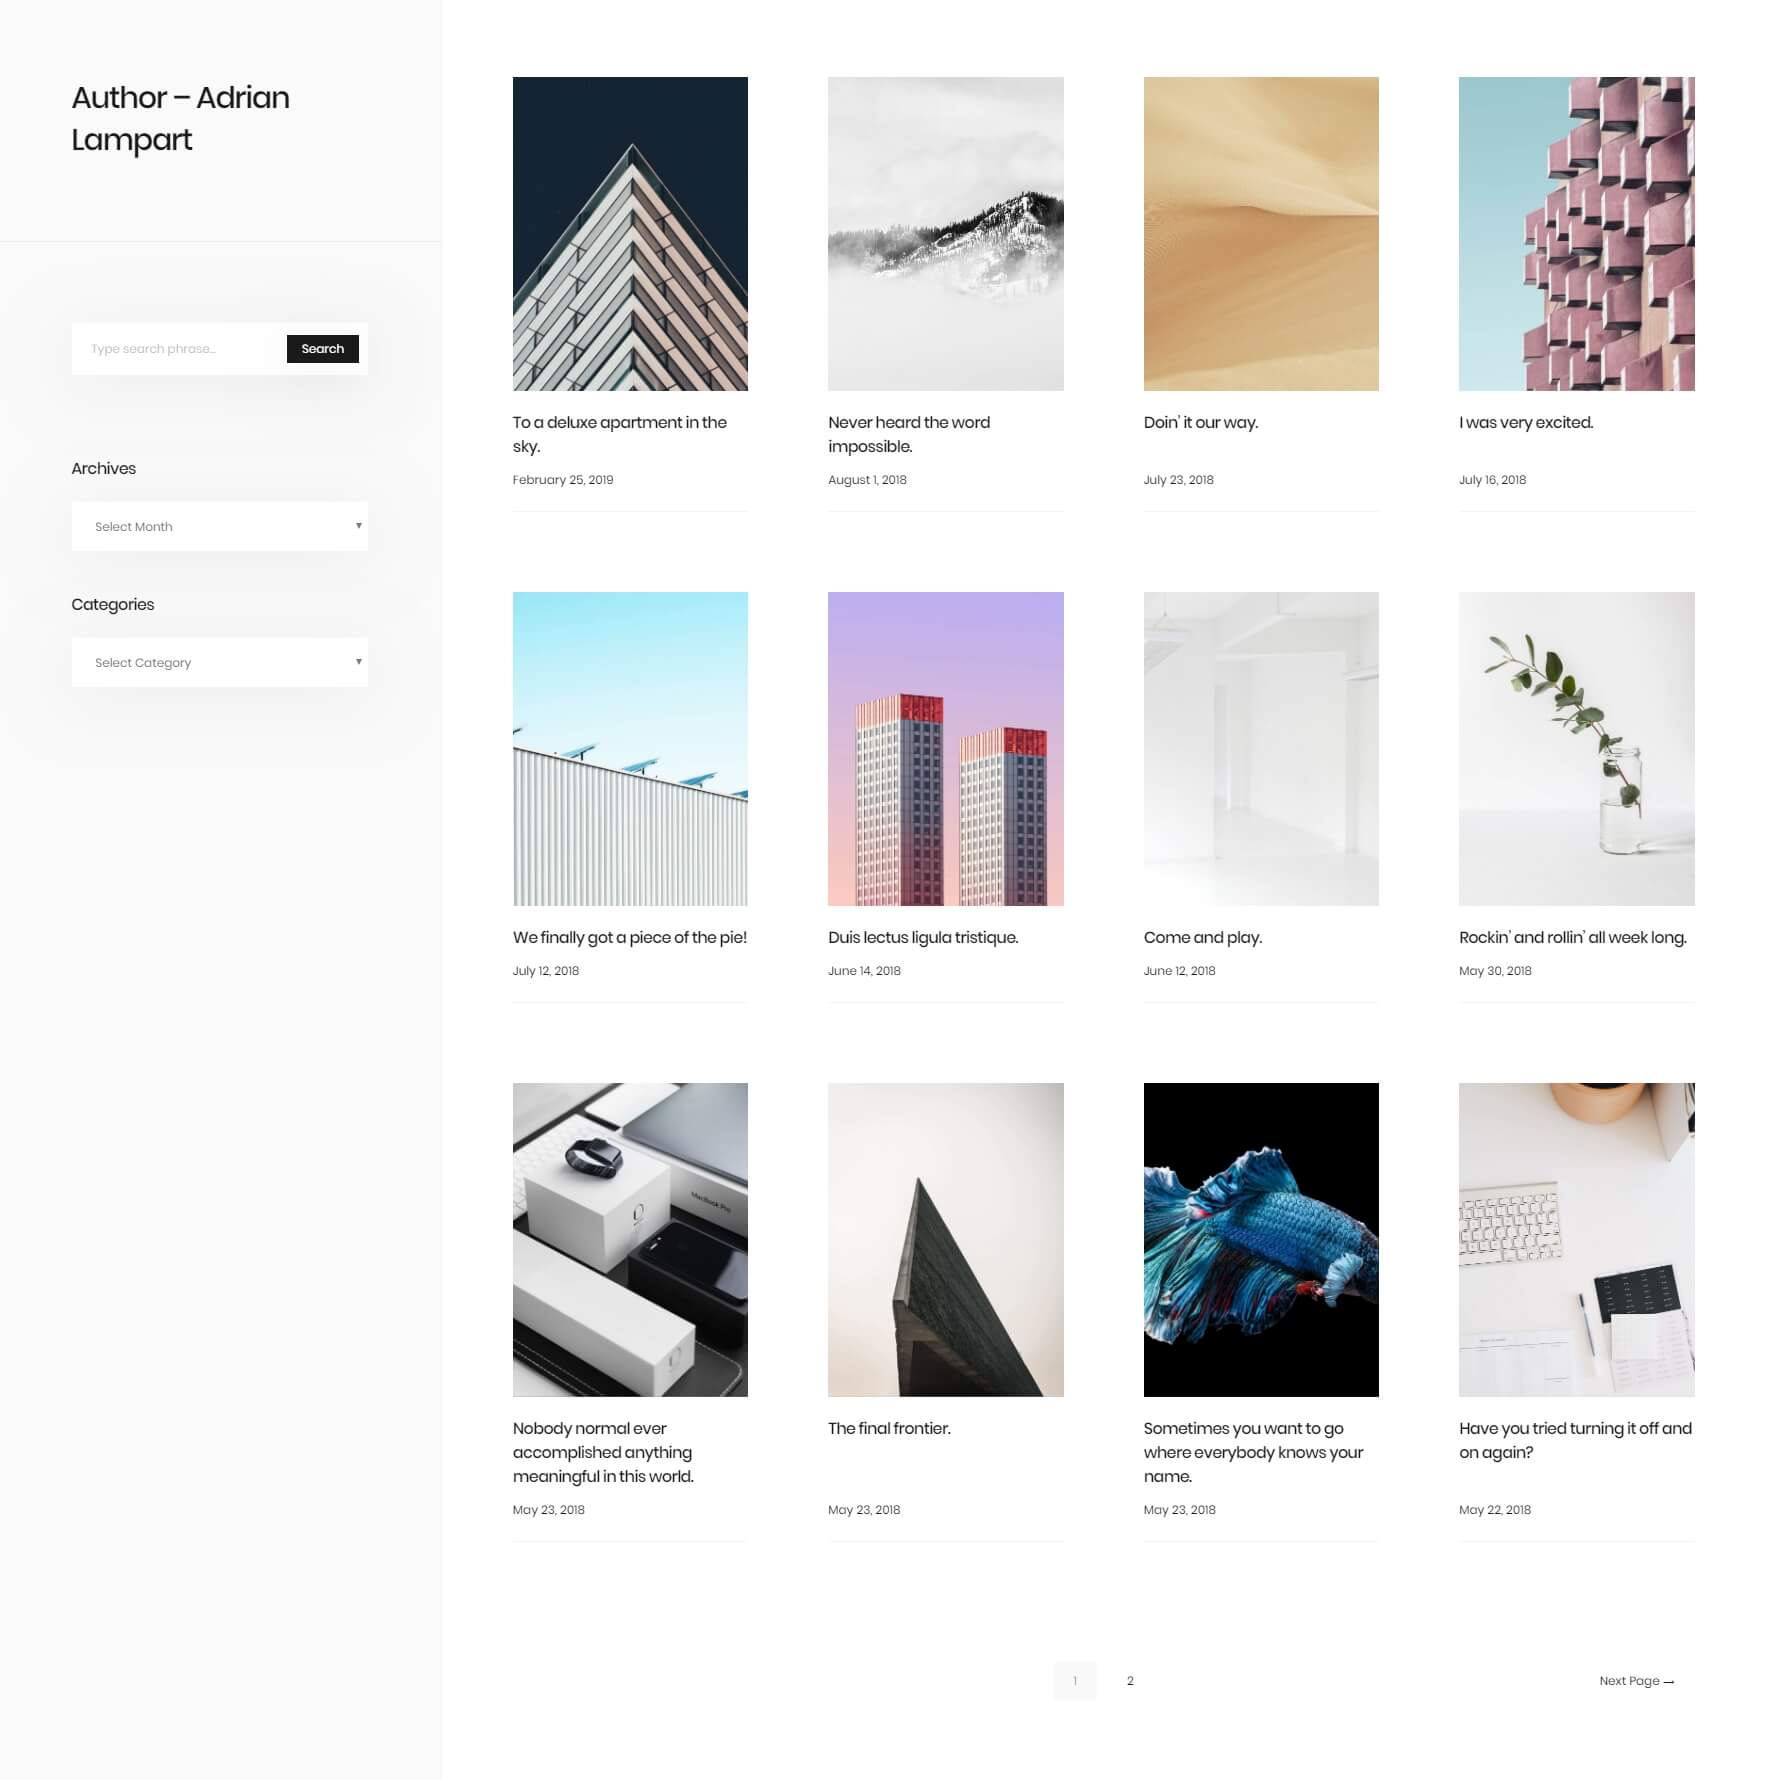 Author – Adrian
Lampart
Type search phrase...
Search
Archives
Select Month
Categories
Select Category
To a deluxe apartment in the
sky.
February 25, 2019
Never heard the word
impossible.
August 1, 2018
Doin’ it our way.
July 23, 2018
I was very excited.
July 16, 2018
We finally got a piece of the pie!
July 12, 2018
Duis lectus ligula tristique.
June 14, 2018
Come and play.
June 12, 2018
Rockin’ and rollin’ all week long.
May 30, 2018
MacBook Pro
Nobody normal ever
accomplished anything
meaningful in this world.
May 23, 2018
The final frontier.
May 23, 2018
Sometimes you want to go
where everybody knows your
name.
May 23, 2018
Have you tried turning it off and
on again?
May 22, 2018
1
2
Next Page →